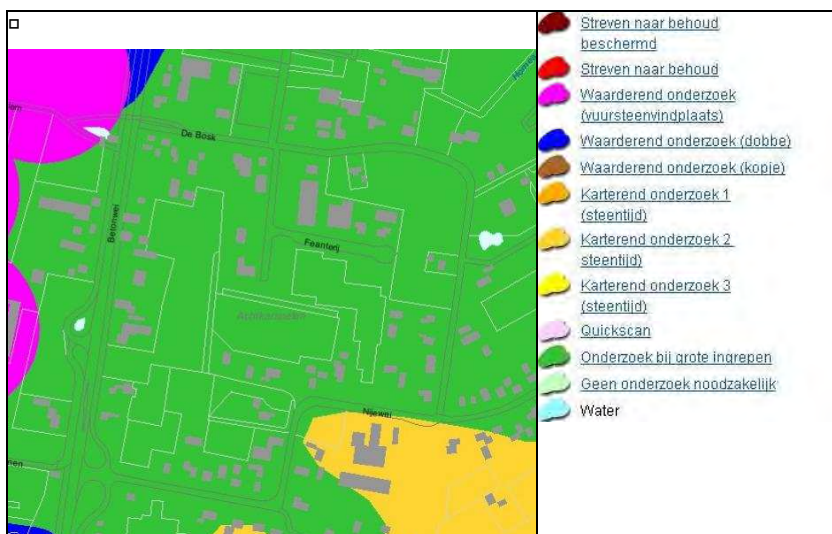 Streven naar behoud
beschermd
Streven naar behoud
Waarderend onderzoek
(vuursteenvindplaats)
Waarderend onderzoek (dobbe)
Waarderend onderzoek (kopje)
Karterend onderzoek 1
(steentijd)
Karterend onderzoek 2
steentijd)
Karterend onderzoek 3
(steentijd)
Quickscan
Onderzoek bij grote ingrepen
Geen onderzoek noodzakelijk
Water
De Bosk
Betonwei
Feanterij
Achtkarspelen
Nijewei